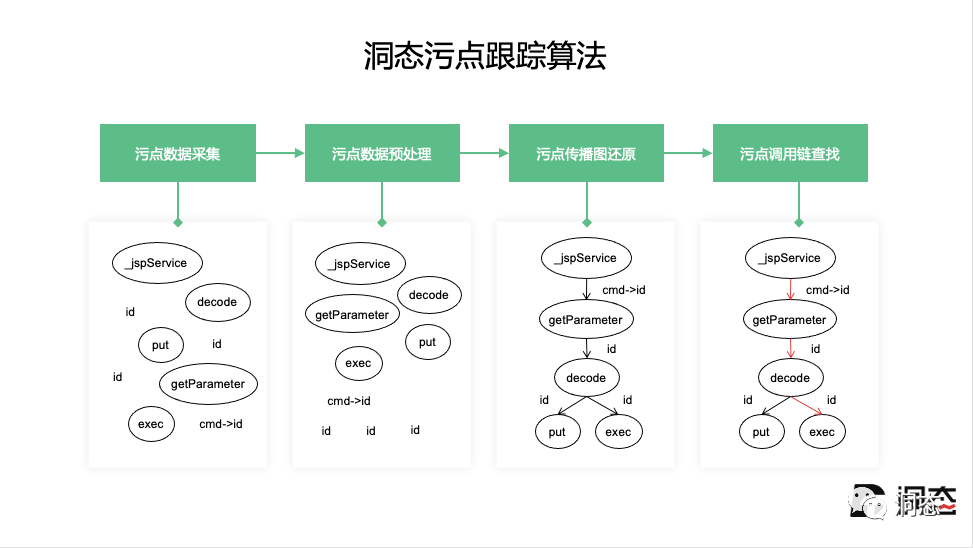 洞态污点跟踪算法
污点数据采集
污点数据预处理
污点传播图还原
污点调用链查找
_jspService
decode
id
put
id
id
getParameter
exec
cmd->id
_jspService
decode
getParameter
put
exec
cmd->id
id
id
id
_jspService
cmd->id
getParameter
id
decode
id
id
put
exec
_jspService
cmd->id
getParameter
id
decode
id
id
put
exec
洞态
洞态